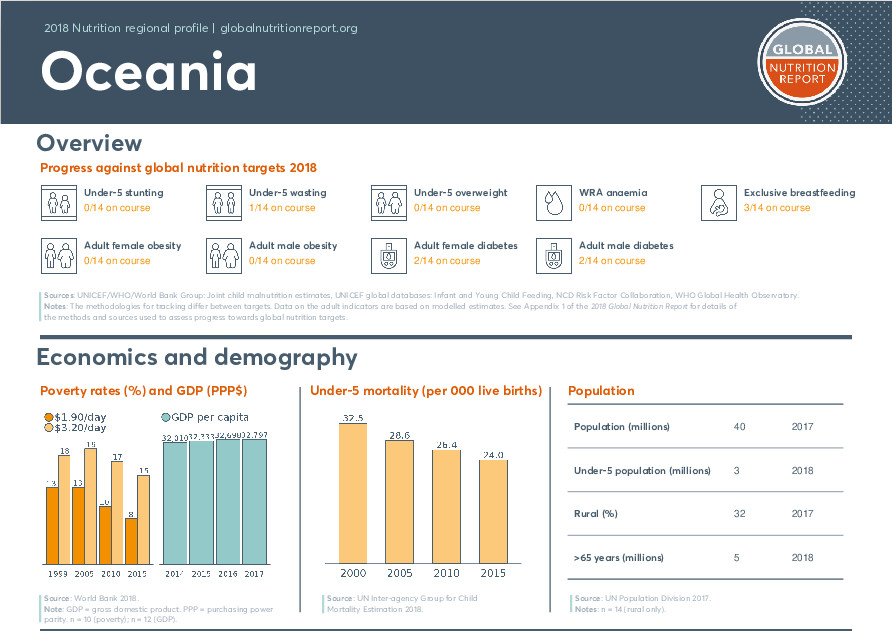 2018 Nutrition regional profile | globalnutritionreport.org
Oceania
GLOBAL
NUTRITION
REPORT
Overview
Progress against global nutrition targets 2018
Under-5 stunting
0/14 on course
Under-5 wasting
1/14 on course
Under-5 overweight
0/14 on course
WRA anaemia
0/14 on course
Exclusive breastfeeding
3/14 on course
Adult female obesity
0/14 on course
Adult male obesity
0/14 on course
Adult female diabetes
2/14 on course
Adult male diabetes
2/14 on course
Sources: UNICEF/WHO/World Bank Group: Joint child malnutrition estimates, UNICEF global databases: Infant and Young Child Feeding, NCD Risk Factor Collaboration, WHO Global Health Observatory.
Notes: The methodologies for tracking differ between targets. Data on the adult indicators are based on modelled estimates. See Appendix 1 of the 2018 Global Nutrition Report for details of
the methods and sources used to assess progress towards global nutrition targets.
Economics and demography
Poverty rates (%) and GDP (PPP$)
$1.90/day
$3.20/day
GDP per capita
13 18 13 19 10 17 8 15
1999 2005 2010 2015
32,010 32,333 32,690 32,797
2014 2015 2016 2017
Source: World Bank 2018.
Note: GDP = gross domestic product. PPP = purchasing power
parity. n = 10 (poverty); n = 12 (GDP).
Under-5 mortality (per 000 live births)
32.5 28.6 26.4 24.0
2000 2005 2010 2015
Source: UN Inter-agency Group for Child
Mortality Estimation 2018.
Population
Population (millions) 40 2017
Under-5 population (millions) 3 2018
Rural (%) 32 2017
>65 years (millions) 5 2018
Source: UN Population Division 2017.
Notes: n = 14 (rural only).